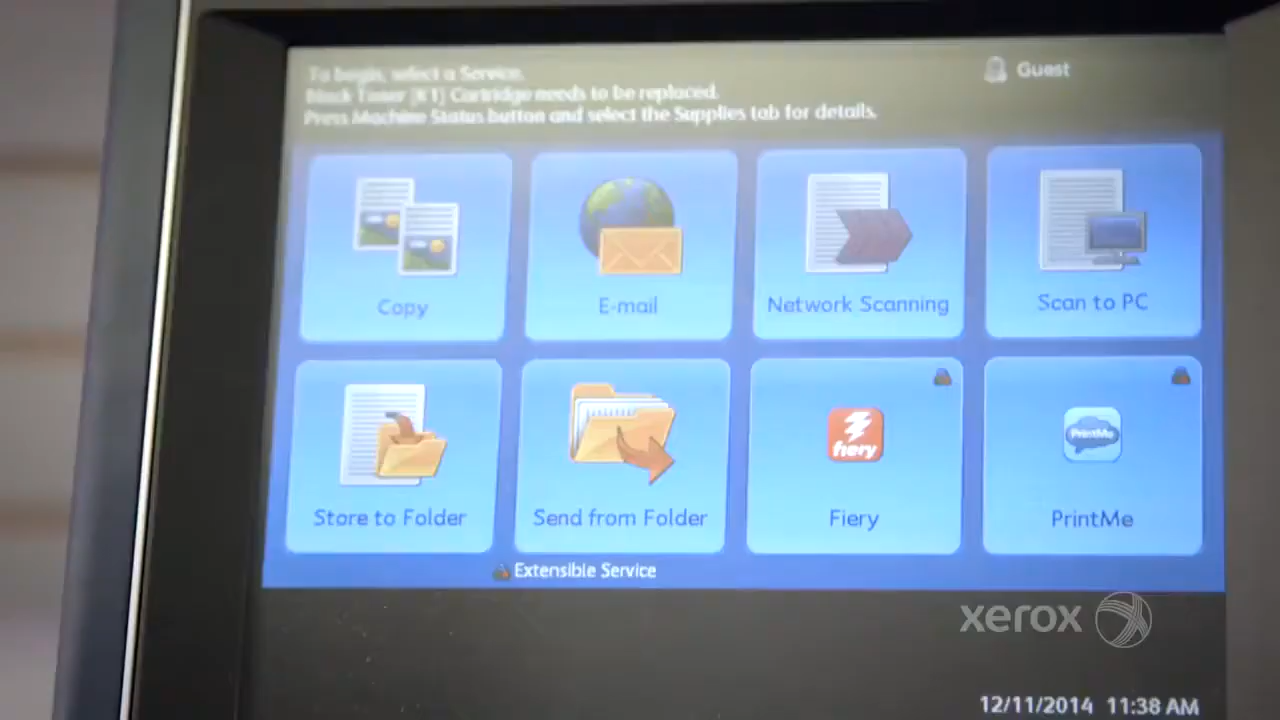 To begin, select a Service.
Guest
Black Toner [K1] Cartridge needs to be replaced.
Press Machine Status button and select the Supplies tab for details.
Copy
E-mail
Network Scanning
Scan to PC
fiery
PrintMe
Store to Folder
Send from Folder
Fiery
PrintMe
Extensible Service
xerox
12/11/2014 11:38 AM